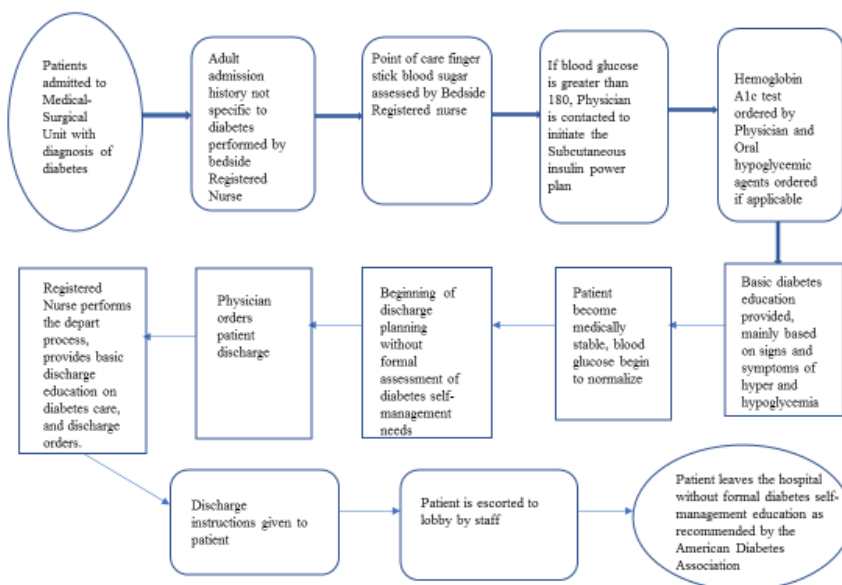 Patients
admitted to
Medical-
Surgical
Unit with
diagnosis of
diabetes
Adult
admission
history not
specific to
diabetes
performed by
bedside
Registered
Nurse
Point of care finger
stick blood sugar
assessed by Bedside
Registered nurse
If blood glucose
is greater than
180, Physician
is contacted to
initiate the
Subcutaneous
insulin power
plan
Hemoglobin
A1c test
ordered by
Physician and
Oral
hypoglycemic
agents ordered
if applicable
Registered
Nurse performs
the depart
process,
provides basic
discharge
education on
diabetes care,
and discharge
orders.
Physician
orders
patient
discharge
Beginning of
discharge
planning
without
formal
assessment of
diabetes self-
management
needs
Patient
become
medically
stable, blood
glucose begin
to normalize
Basic diabetes
education
provided,
mainly based
on signs and
symptoms of
hyper and
hypoglycemia
Discharge
instructions given to
patient
Patient is escorted to
lobby by staff
Patient leaves the hospital
without formal diabetes self-
management education as
recommended by the
American Diabetes
Association